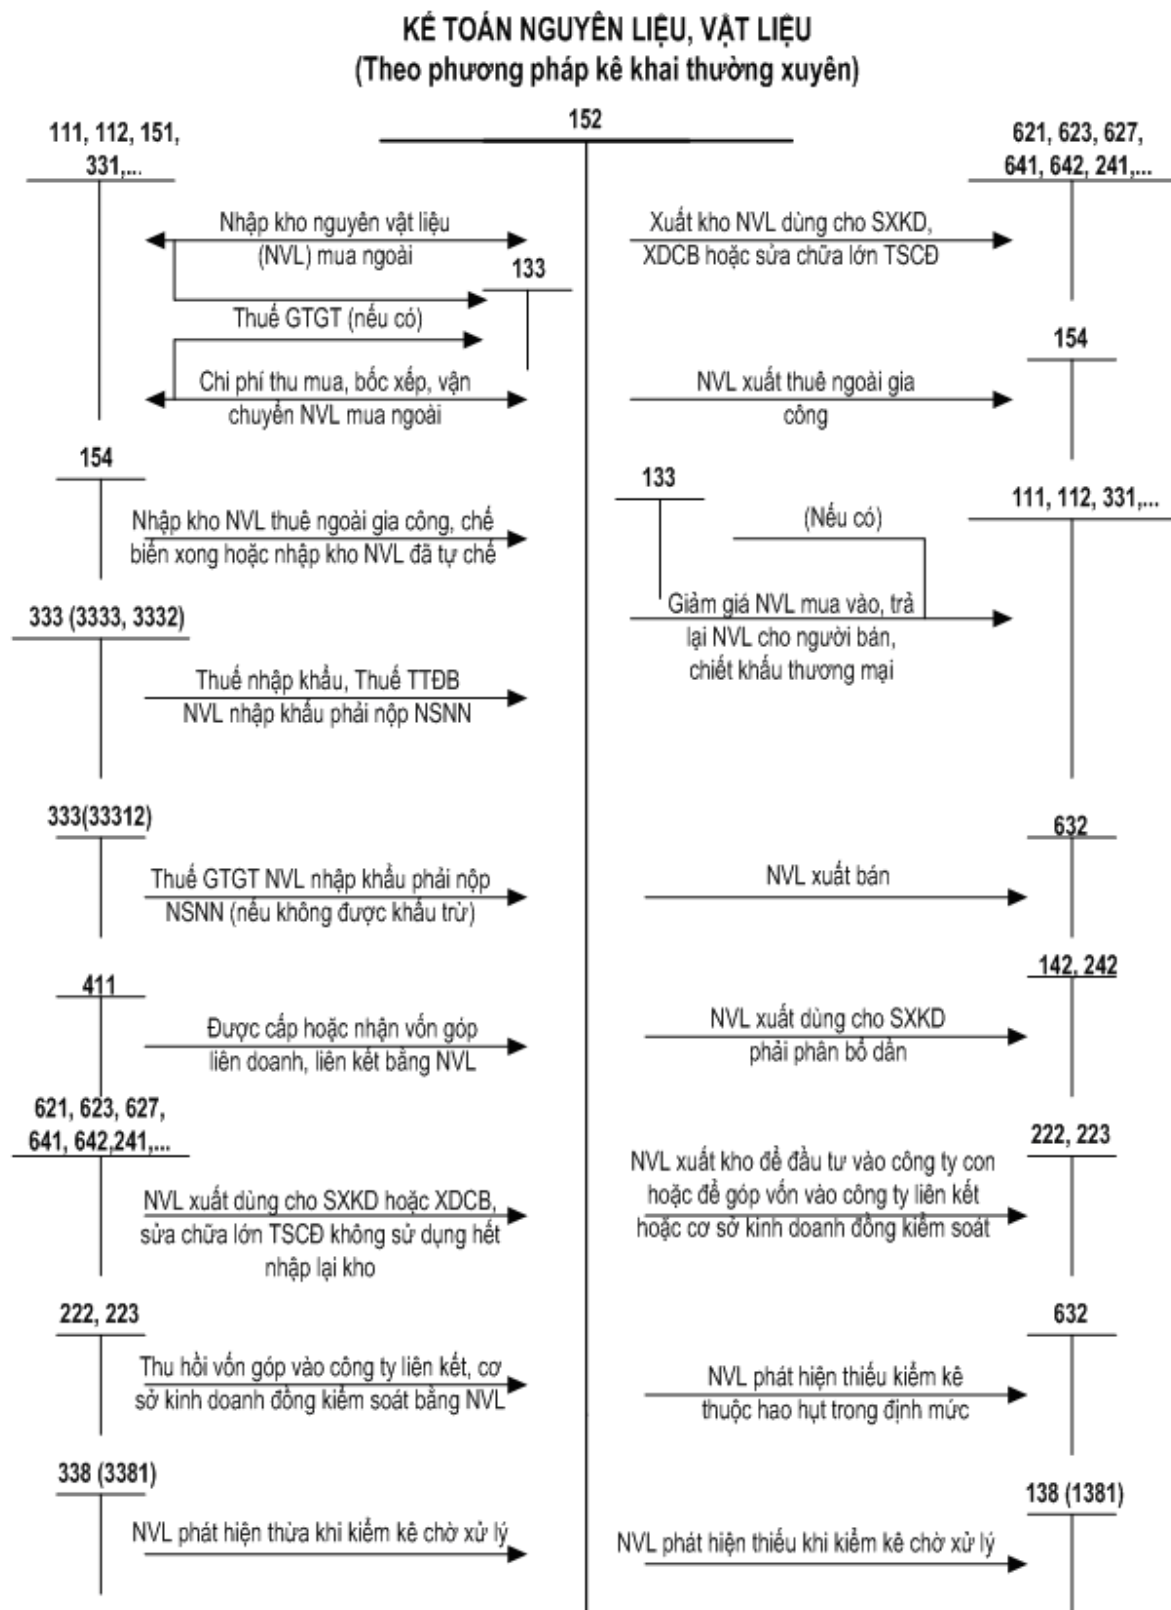 KẾ TOÁN NGUYÊN LIỆU, VẬT LIỆU
(Theo phương pháp kê khai thường xuyên)
152
111, 112, 151,
331,...
621, 623, 627,
641, 642, 241,...
Nhập kho nguyên vật liệu
(NVL) mua ngoài
Xuất kho NVL dùng cho SXKD,
XDCB hoặc sửa chữa lớn TSCĐ
133
Thuế GTGT (nếu có)
154
Chi phí thu mua, bốc xếp, vận
chuyển NVL mua ngoài
NVL xuất thuê ngoài gia
công
154
133
111, 112, 331,...
Nhập kho NVL thuê ngoài gia công, chế
biến xong hoặc nhập kho NVL đã tự chế
(Nếu có)
333 (3333, 3332)
Giảm giá NVL mua vào, trả
lại NVL cho người bán,
chiết khấu thương mại
Thuế nhập khẩu, Thuế TTĐB
NVL nhập khẩu phải nộp NSNN
333(33312)
632
Thuế GTGT NVL nhập khẩu phải nộp
NSNN (nếu không được khấu trừ)
NVL xuất bán
411
142, 242
Được cấp hoặc nhận vốn góp
liên doanh, liên kết bằng NVL
NVL xuất dùng cho SXKD
phải phân bổ dần
621, 623, 627,
641, 642,241,...
222, 223
NVL xuất dùng cho SXKD hoặc XDCB,
sửa chữa lớn TSCĐ không sử dụng hết
nhập lại kho
NVL xuất kho để đầu tư vào công ty con
hoặc để góp vốn vào công ty liên kết
hoặc cơ sở kinh doanh đồng kiểm soát
222, 223
632
Thu hồi vốn góp vào công ty liên kết, cơ
sở kinh doanh đồng kiểm soát bằng NVL
NVL phát hiện thiếu kiểm kê
thuộc hao hụt trong định mức
338 (3381)
138 (1381)
NVL phát hiện thừa khi kiểm kê chờ xử lý
NVL phát hiện thiếu khi kiểm kê chờ xử lý